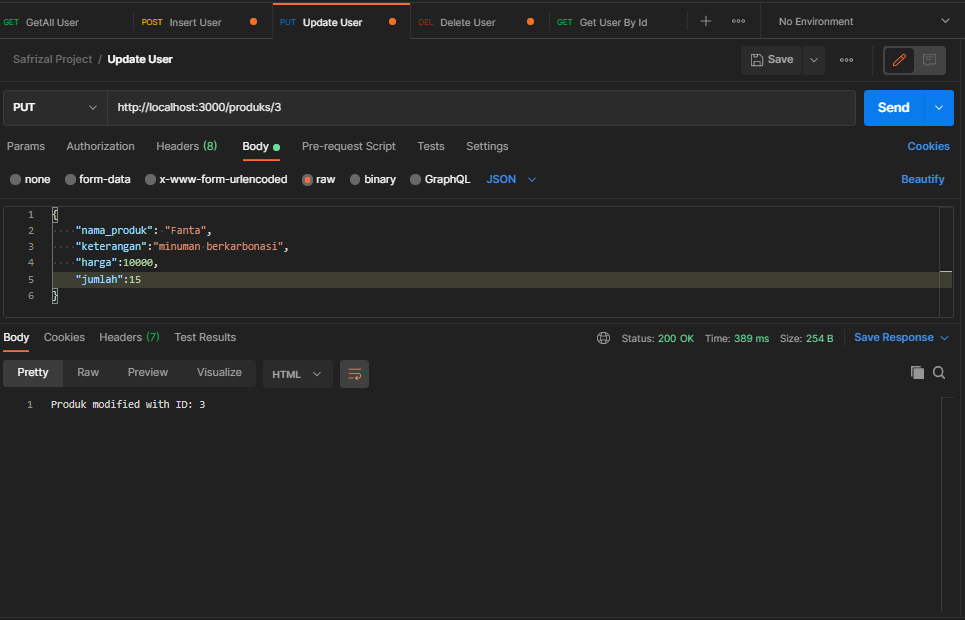 GET GetAll User POST Insert User PUT Update User DEL Delete User GET Get User By Id No Environment
Safrizal Project / Update User Save
PUT http://localhost:3000/produks/3 Send
Params Authorization Headers (8) Body Pre-request Script Tests Settings Cookies
none form-data x-www-form-urlencoded raw binary GraphQL JSON Beautify
1 {
2 "nama_produk": "Fanta",
3 "keterangan":"minuman berkarbonasi",
4 "harga":10000,
5 "jumlah":15
6 }
Body Cookies Headers (7) Test Results Status: 200 OK Time: 389 ms Size: 254 B Save Response
Pretty Raw Preview Visualize HTML
1 Produk modified with ID: 3